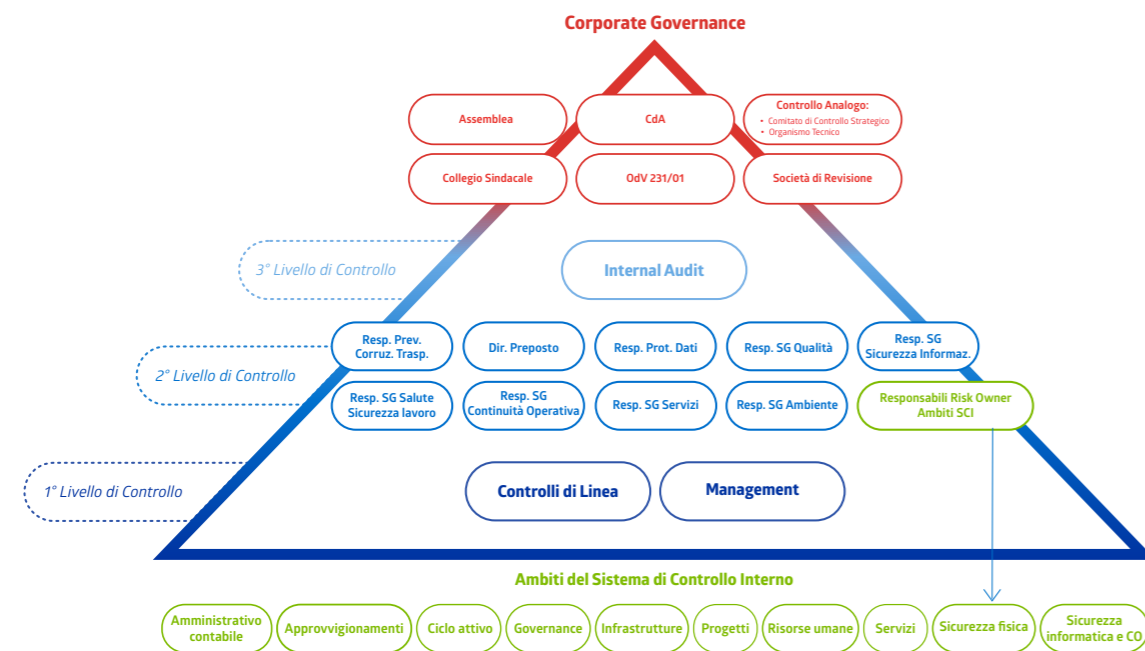 Corporate Governance
Assemblea
CdA
Controllo Analogo:
• Comitato di Controllo Strategico
• Organismo Tecnico
Collegio Sindacale
OdV 231/01
Società di Revisione
3° Livello di Controllo
Internal Audit
2° Livello di Controllo
Resp. Prev.
Corruz. Trasp.
Dir. Preposto
Resp. Prot. Dati
Resp. SG Qualità
Resp. SG
Sicurezza Informaz.
Resp. SG Salute
Sicurezza lavoro
Resp. SG
Continuità Operativa
Resp. SG Servizi
Resp. SG Ambiente
Responsabili Risk Owner
Ambiti SCI
1° Livello di Controllo
Controlli di Linea
Management
Ambiti del Sistema di Controllo Interno
Amministrativo
contabile
Approvvigionamenti
Ciclo attivo
Governance
Infrastrutture
Progetti
Risorse umane
Servizi
Sicurezza fisica
Sicurezza
informatica e CO